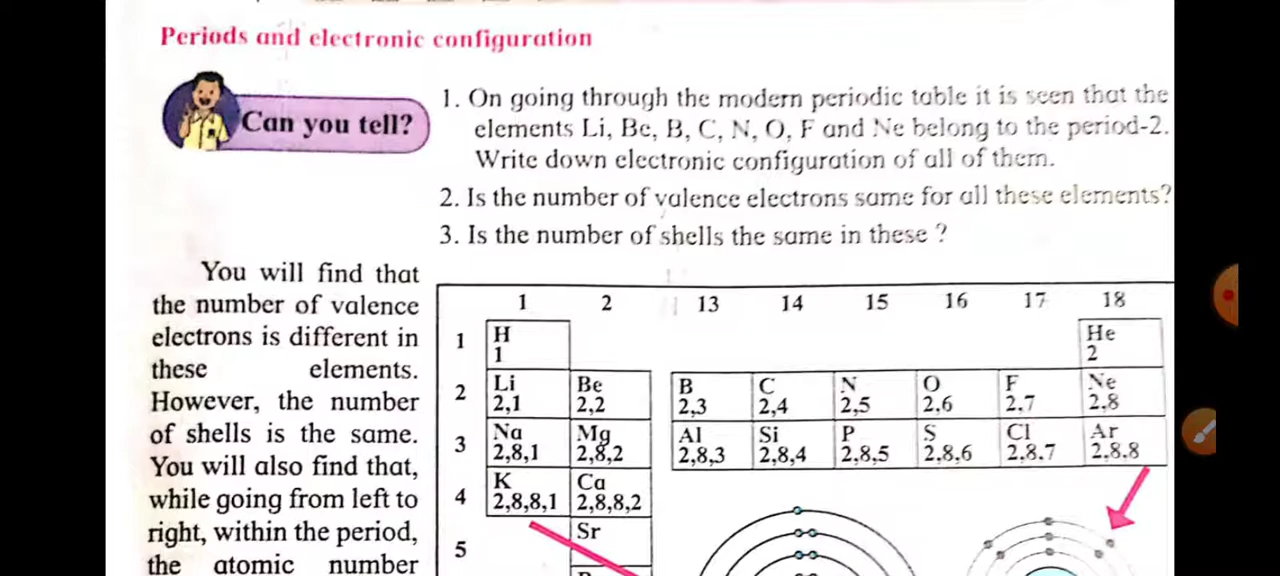 Periods and electronic configuration
Can you tell?
1. On going through the modern periodic table it is seen that the
elements Li, Be, B, C, N, O, F and Ne belong to the period-2.
Write down electronic configuration of all of them.
2. Is the number of valence electrons same for all these elements?
3. Is the number of shells the same in these ?
You will find that
the number of valence
electrons is different in
these elements.
However, the number
of shells is the same.
You will also find that,
while going from left to
right, within the period,
the atomic number
1 2 13 14 15 16 17 18
1 H He
1 2
2 Li Be B C N O F Ne
2,1 2,2 2,3 2,4 2,5 2,6 2.7 2,8
3 Na Mg Al Si P S Cl Ar
2,8,1 2,8,2 2,8,3 2,8,4 2,8,5 2,8,6 2.8.7 2.8.8
4 K Ca
2,8,8,1 2,8,8,2
5 Sr